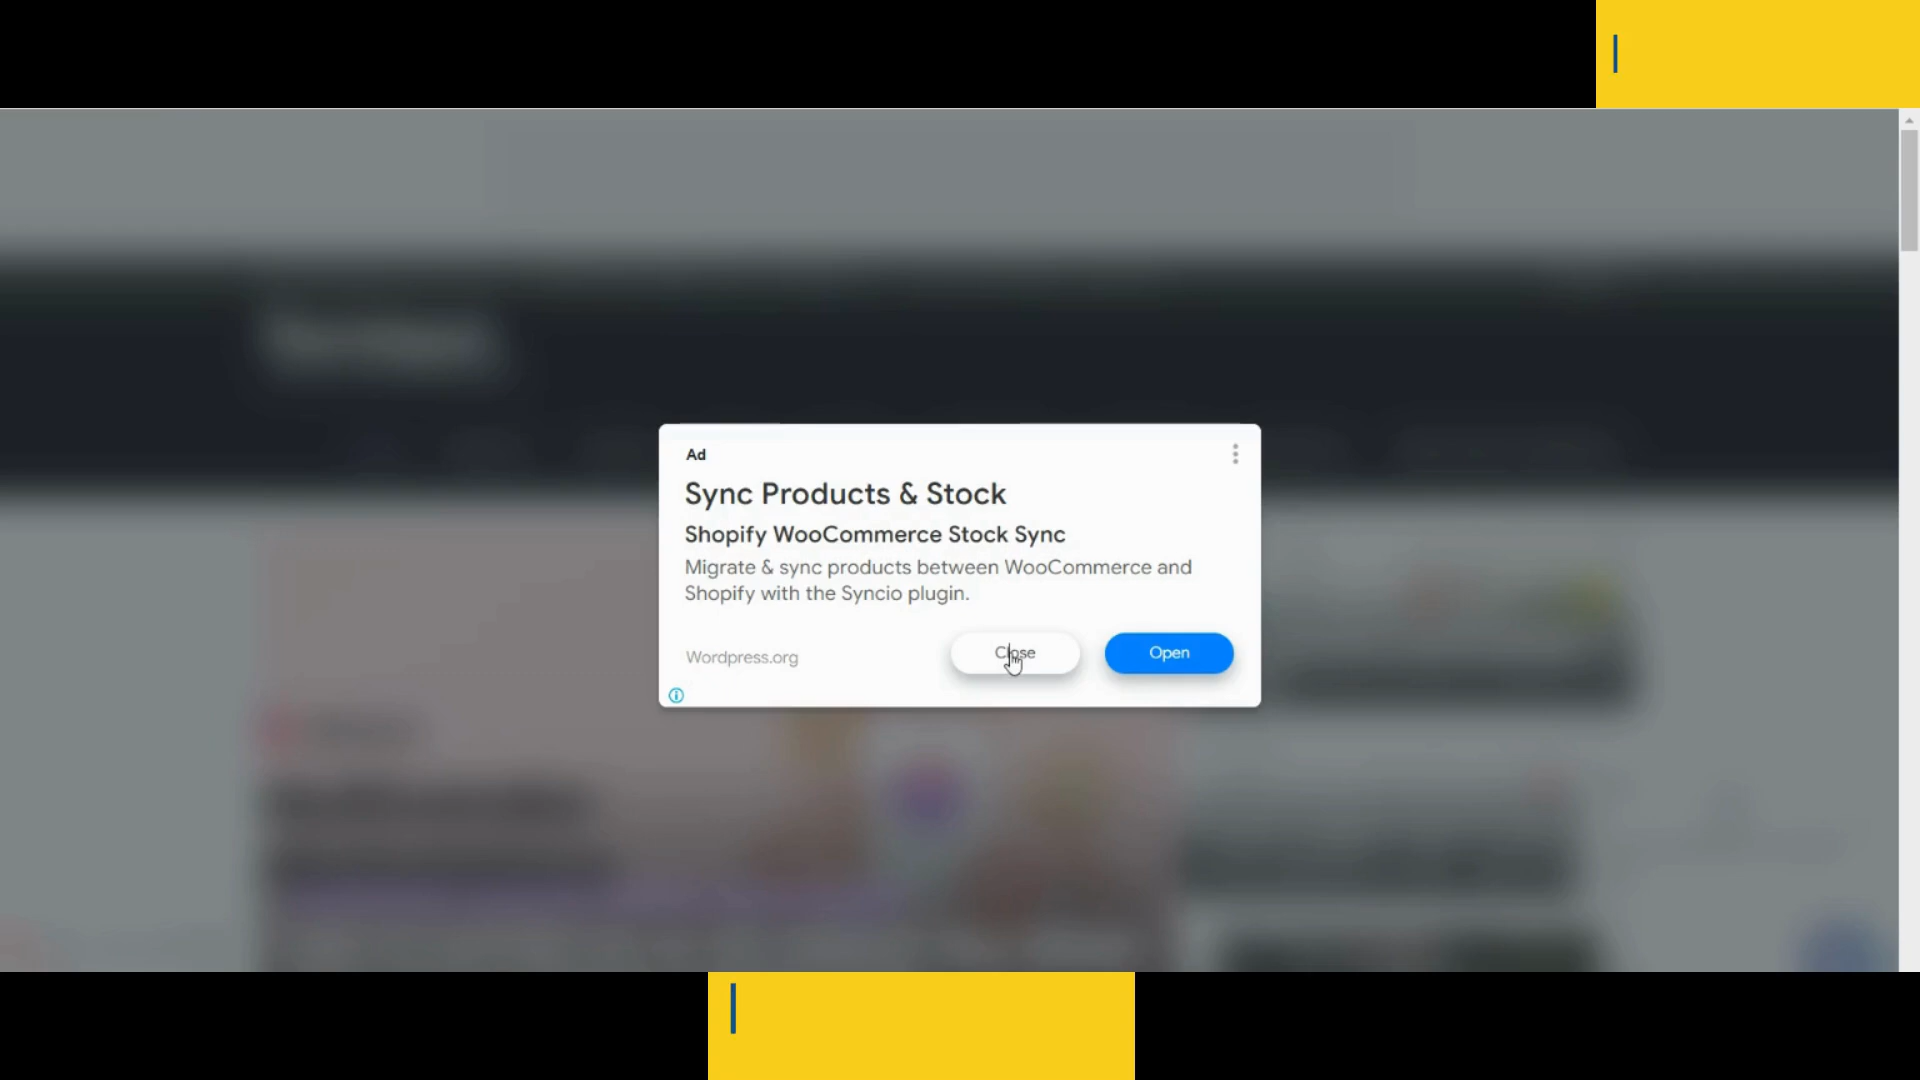 Ad
Sync Products & Stock
Shopify WooCommerce Stock Sync
Migrate & sync products between WooCommerce and
Shopify with the Syncio plugin.
Wordpress.org
Close
Open